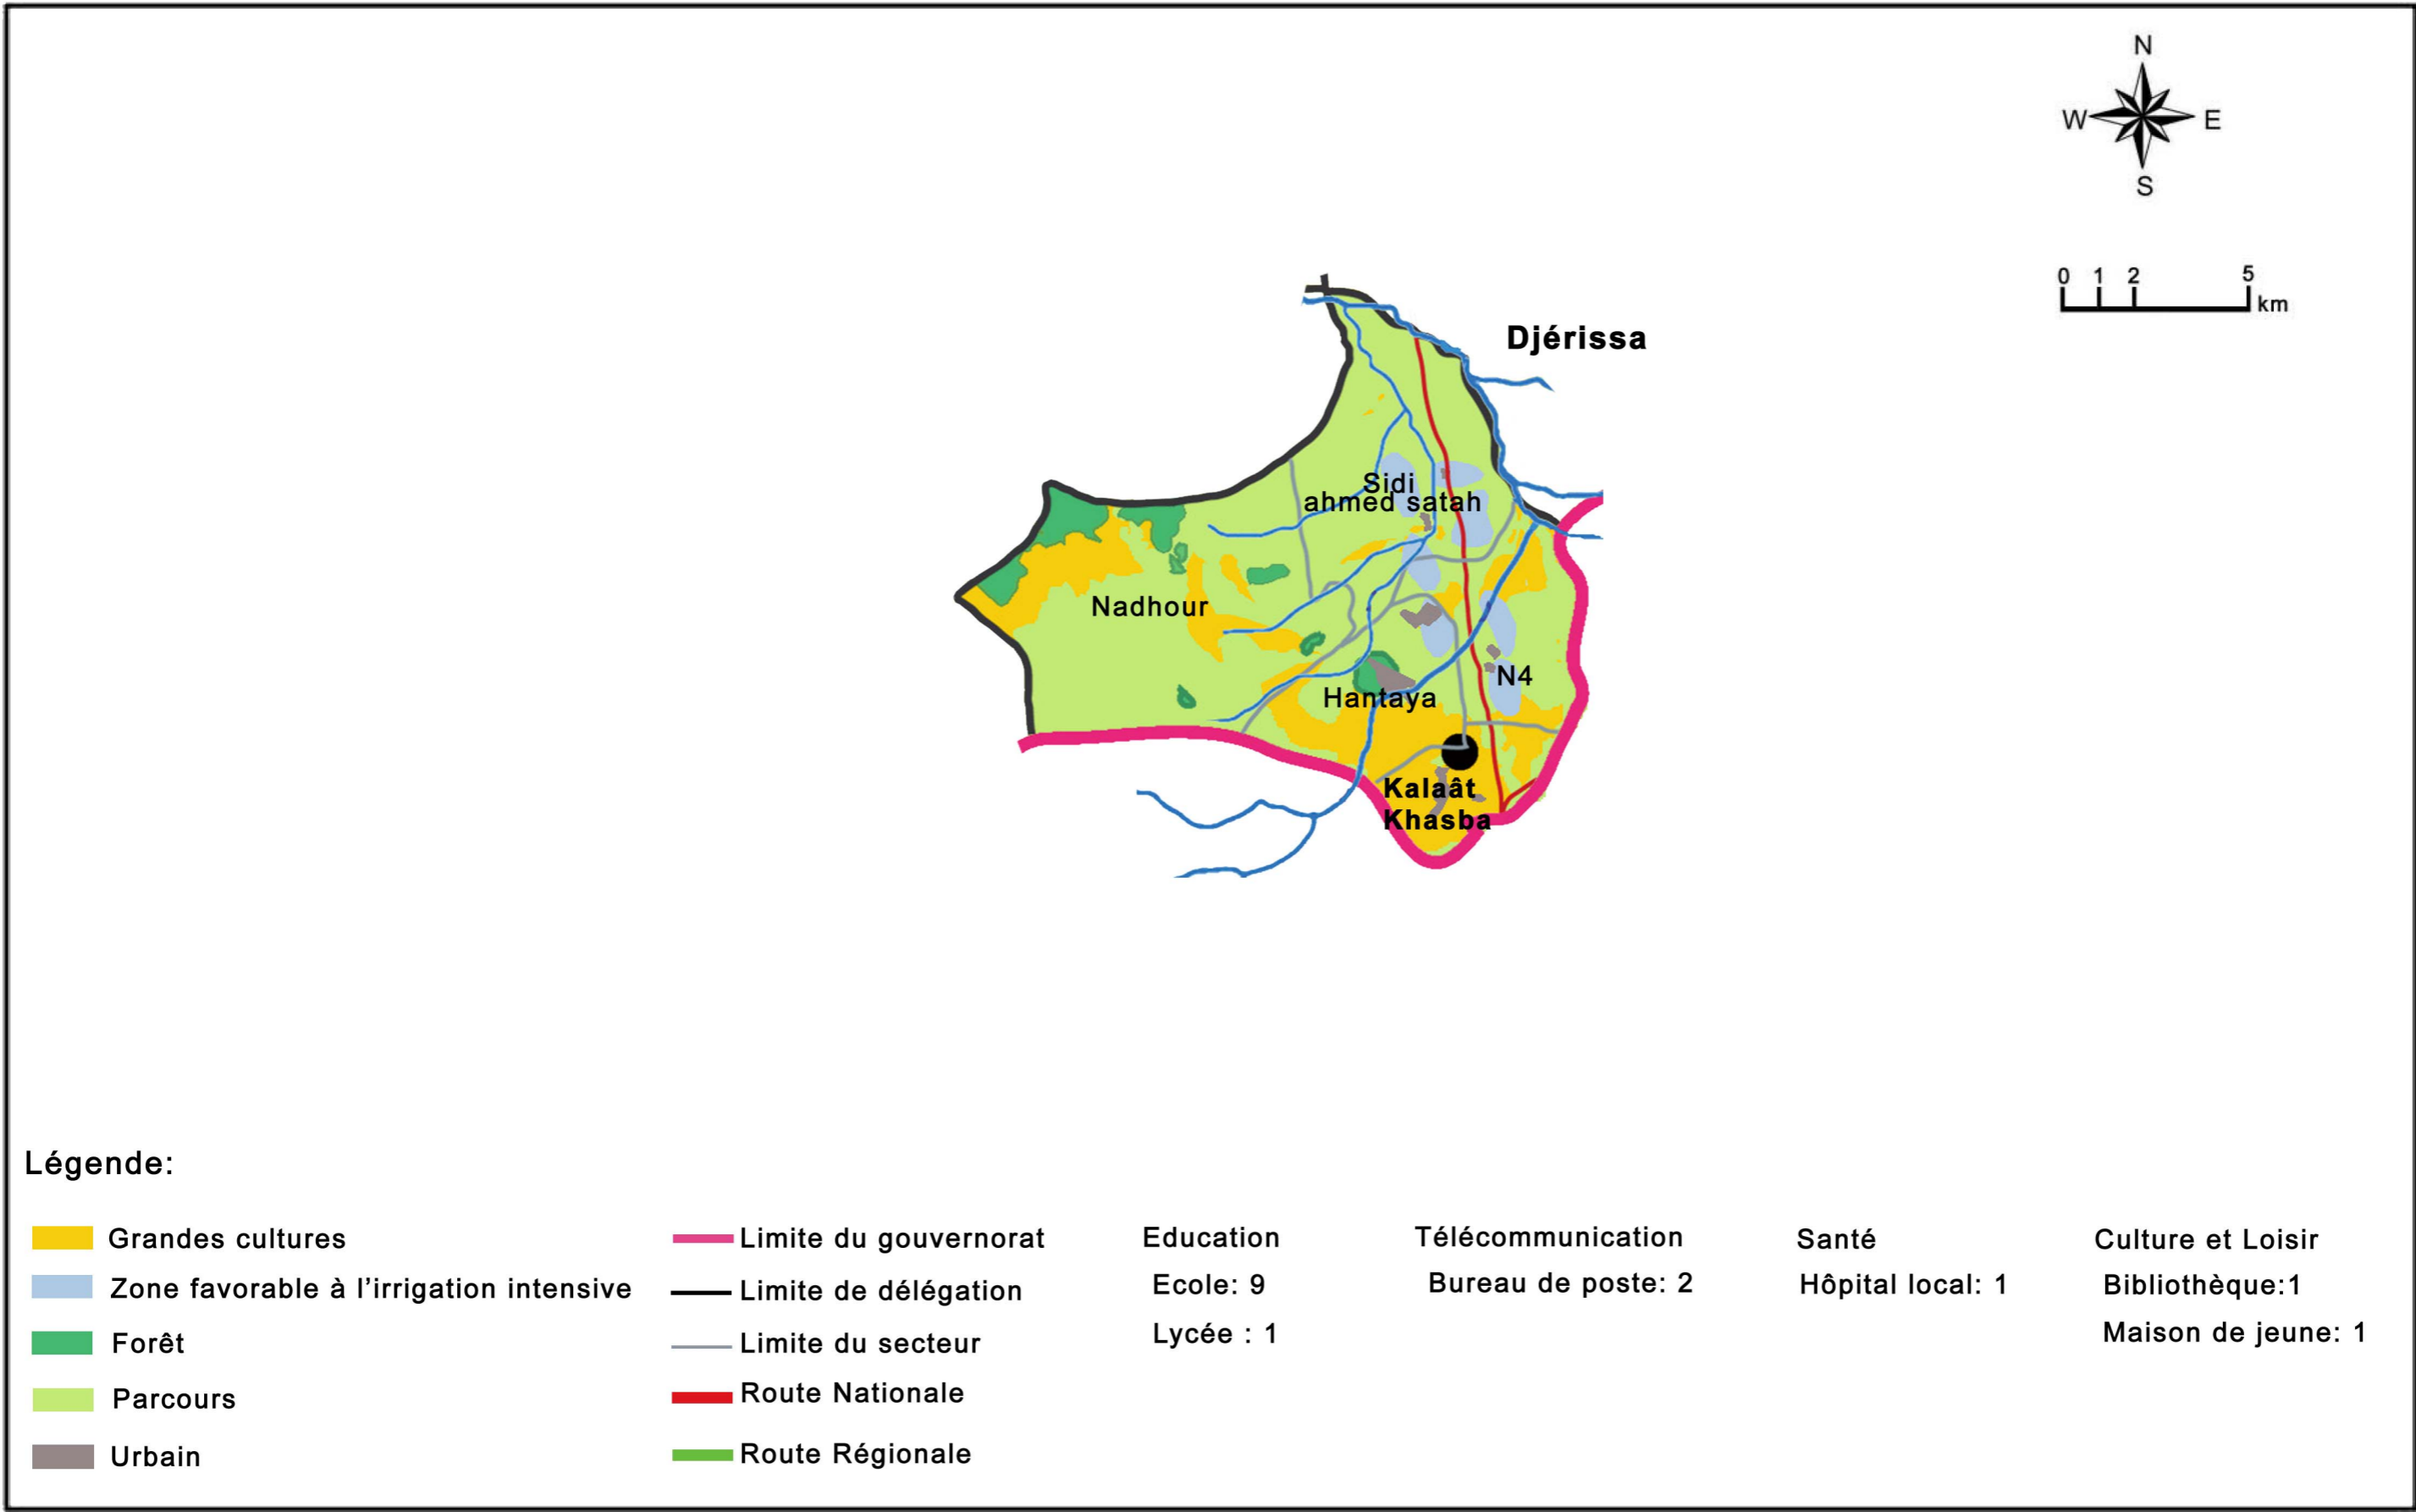 N
W
E
S
0 1 2 5
km
Djérissa
Sidi
ahmed satah
Nadhour
N4
Hantaya
Kalaât
Khasba
Légende:
Grandes cultures
Zone favorable à l'irrigation intensive
Forêt
Parcours
Urbain
Limite du gouvernorat
Limite de délégation
Limite du secteur
Route Nationale
Route Régionale
Education
Ecole: 9
Lycée : 1
Télécommunication
Bureau de poste: 2
Santé
Hôpital local: 1
Culture et Loisir
Bibliothèque:1
Maison de jeune: 1